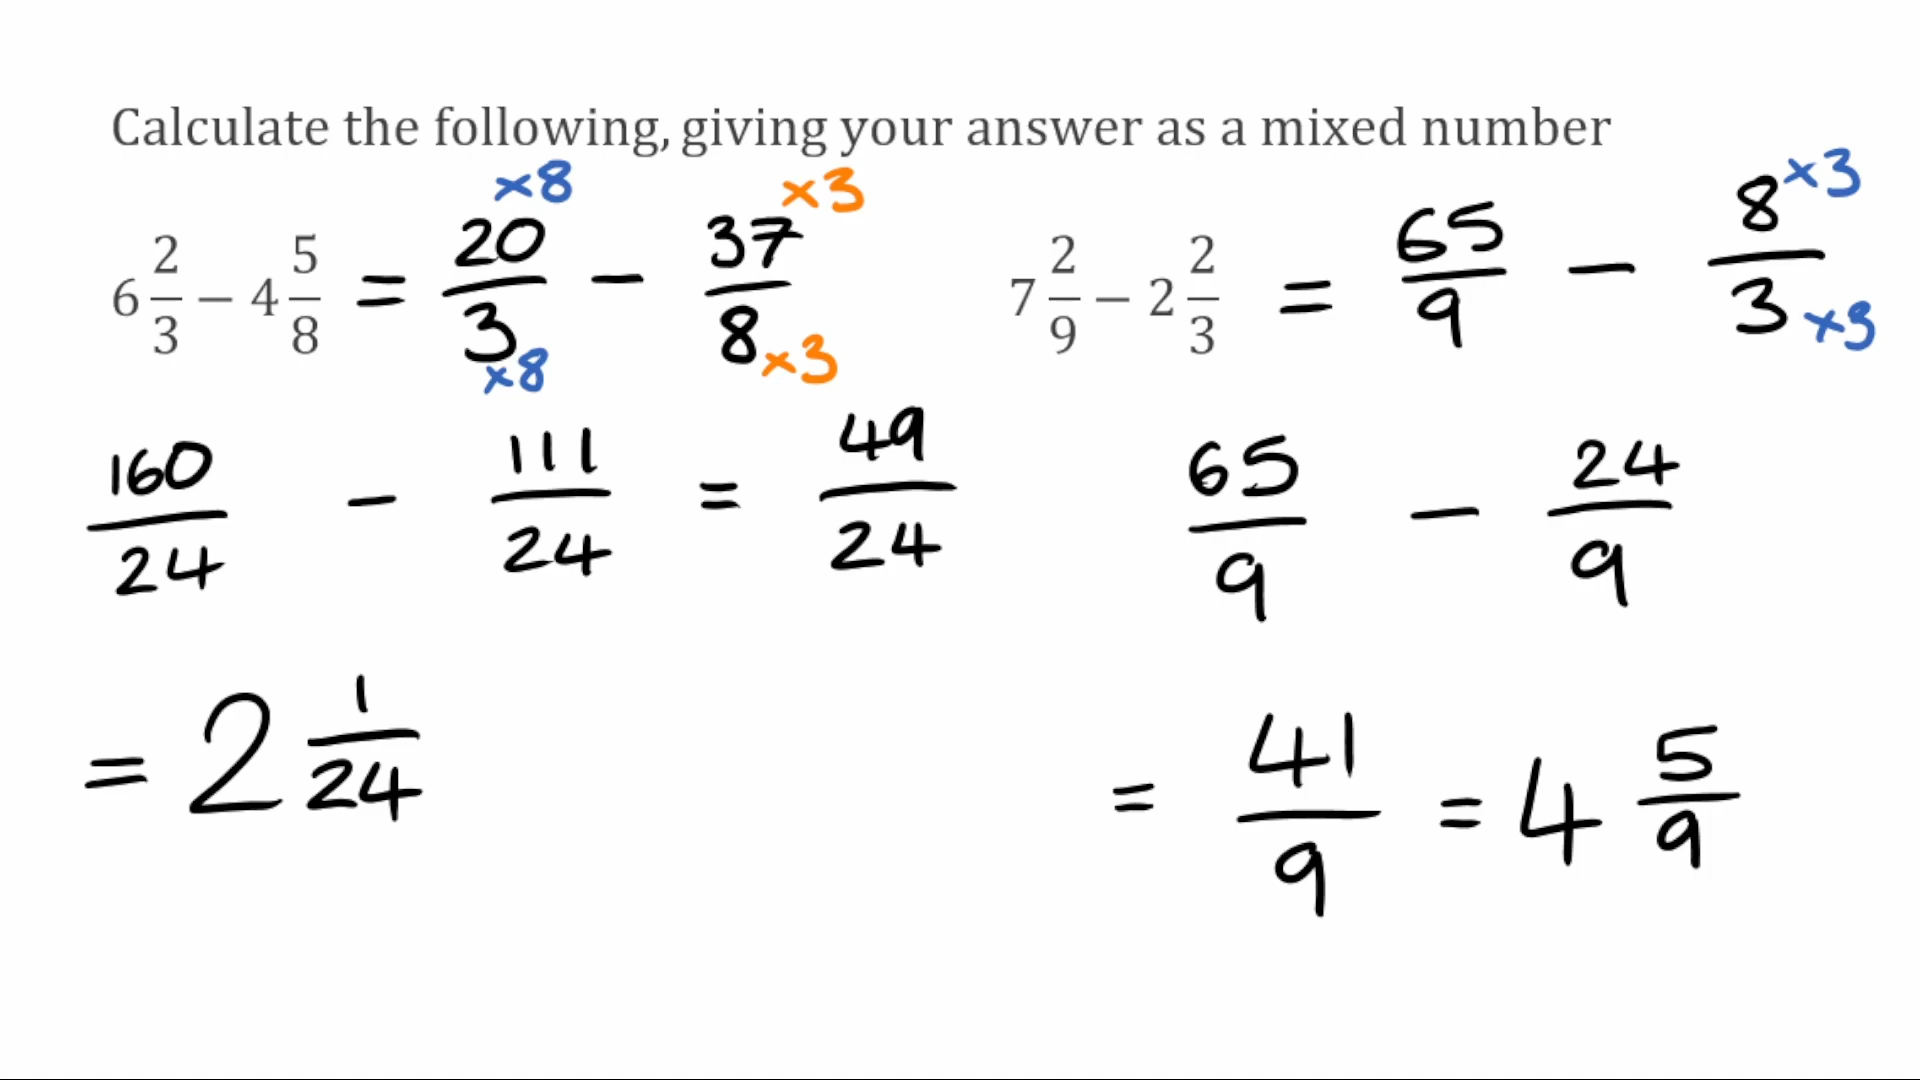 Calculate the following, giving your answer as a mixed number
6 2/3 − 4 5/8 = 20/3 − 37/8
×8 ×3
×8 ×3
160/24 − 111/24 = 49/24
= 2 1/24
7 2/9 − 2 2/3 = 65/9 − 8/3
×3
×3
65/9 − 24/9
= 41/9 = 4 5/9